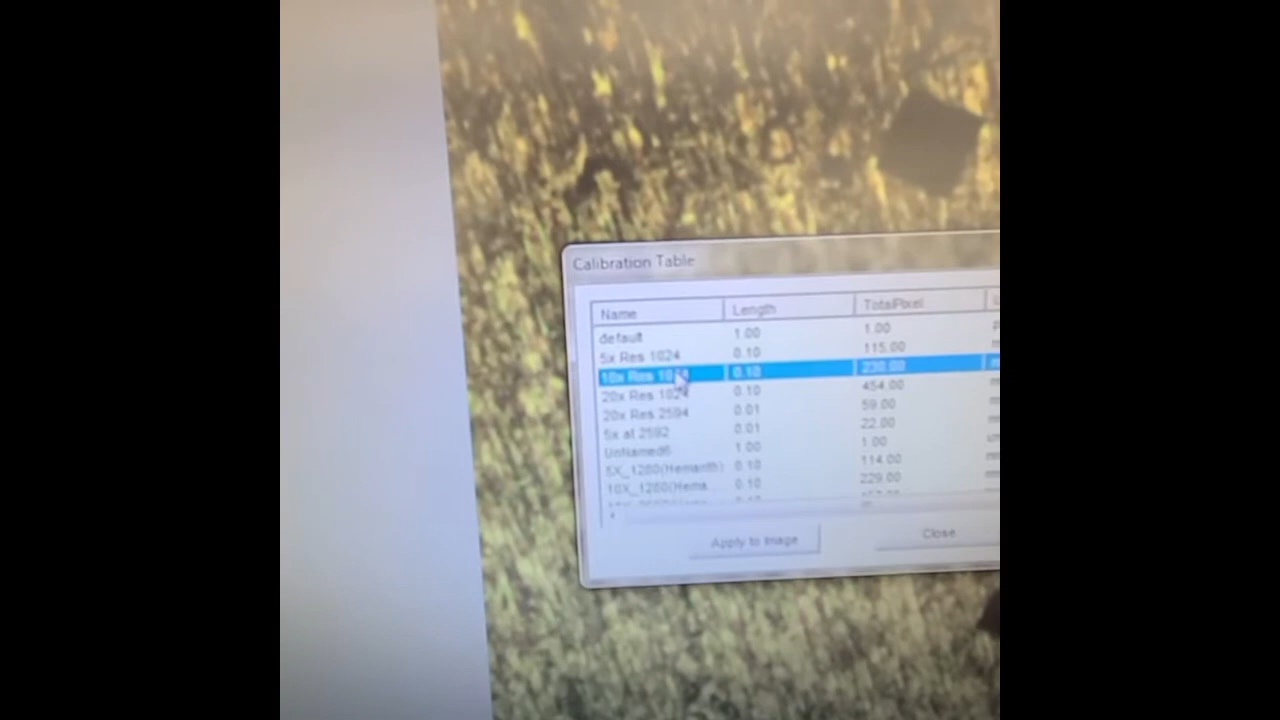 Calibration Table
Name Length TotalPixel
default 1.00 1.00
5x Res 1024 0.10 115.00
10x Res 1024 0.10 230.00
20x Res 1024 0.10 454.00
20x Res 2594 0.01 59.00
5x at 2592 0.01 22.00
UnNamed6 1.00 1.00
5X_1280(Hemanth) 0.10 114.00
10X_1280(Hema 0.10 229.00
Apply to Image Close